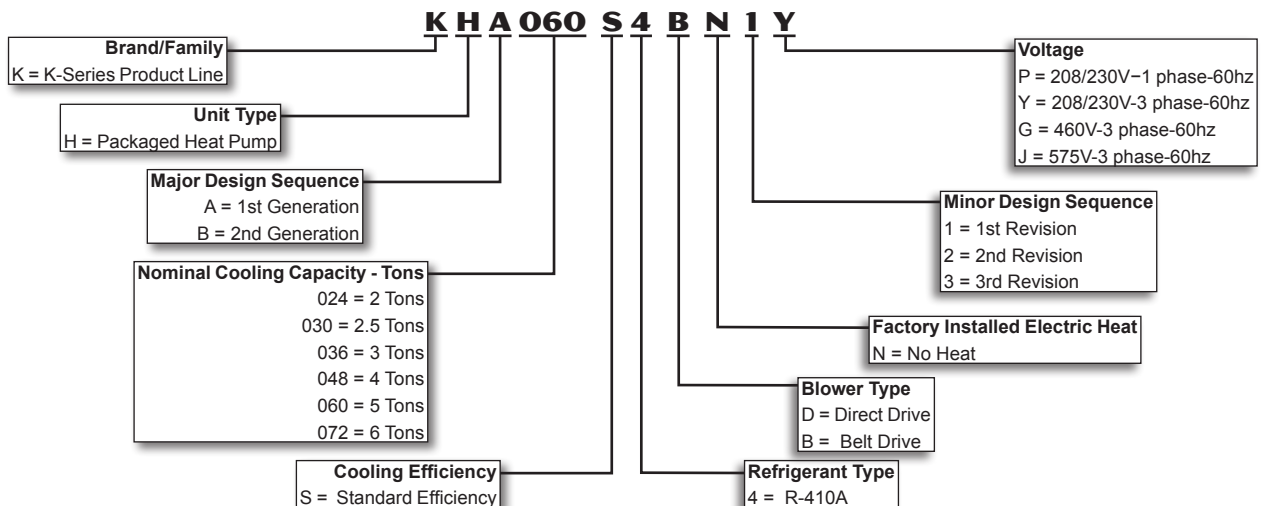 K H A 060 S 4 B N 1 Y
Brand/Family
K = K-Series Product Line
Unit Type
H = Packaged Heat Pump
Major Design Sequence
A = 1st Generation
B = 2nd Generation
Nominal Cooling Capacity - Tons
024 = 2 Tons
030 = 2.5 Tons
036 = 3 Tons
048 = 4 Tons
060 = 5 Tons
072 = 6 Tons
Cooling Efficiency
S = Standard Efficiency
Voltage
P = 208/230V−1 phase-60hz
Y = 208/230V-3 phase-60hz
G = 460V-3 phase-60hz
J = 575V-3 phase-60hz
Minor Design Sequence
1 = 1st Revision
2 = 2nd Revision
3 = 3rd Revision
Factory Installed Electric Heat
N = No Heat
Blower Type
D = Direct Drive
B = Belt Drive
Refrigerant Type
4 = R-410A